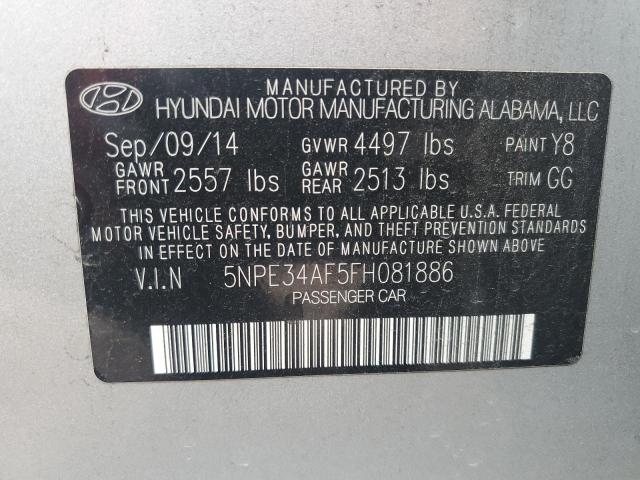 MANUFACTURED BY
HYUNDAI MOTOR MANUFACTURING ALABAMA, LLC
Sep/09/14 GVWR 4497 lbs PAINT Y8
GAWR FRONT 2557 lbs GAWR REAR 2513 lbs TRIM GG
THIS VEHICLE CONFORMS TO ALL APPLICABLE U.S.A. FEDERAL
MOTOR VEHICLE SAFETY, BUMPER, AND THEFT PREVENTION STANDARDS
IN EFFECT ON THE DATE OF MANUFACTURE SHOWN ABOVE.
V.I.N 5NPE34AF5FH081886
PASSENGER CAR